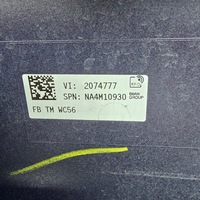 VI: 2074777
SPN: NA4M10930
BMW GROUP
FB TM WC56